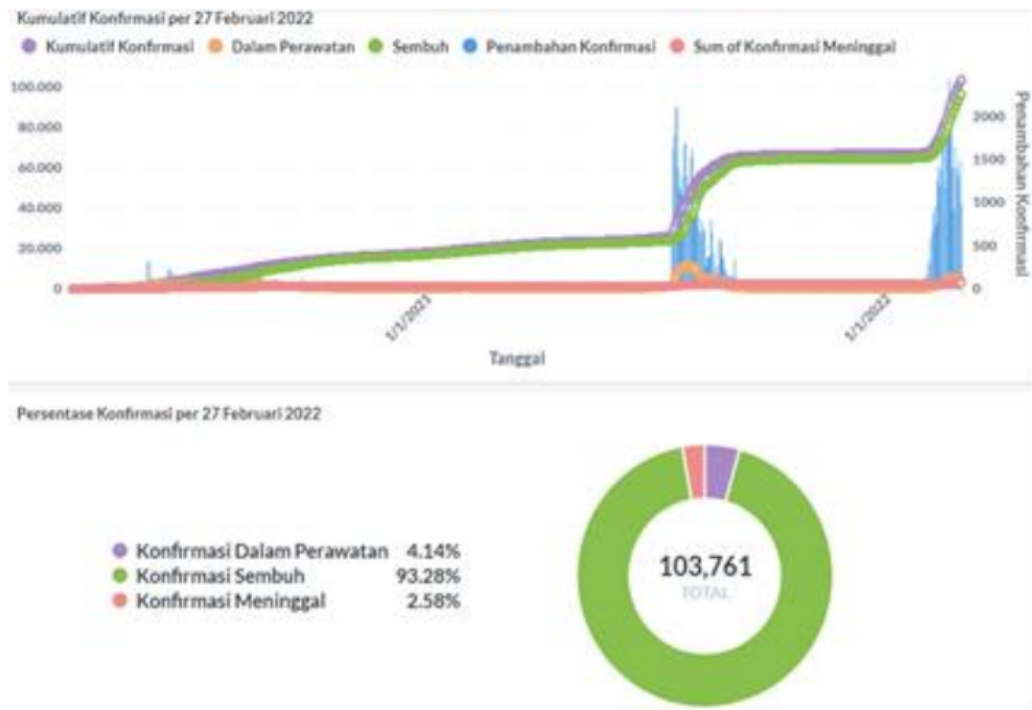 Kumulatif Konfirmasi per 27 Februari 2022
Kumulatif Konfirmasi Dalam Perawatan Sembuh Penambahan Konfirmasi Sum of Konfirmasi Meninggal
100.000
80.000
60.000
40.000
20.000
0
2000
1500
1000
500
0
Penambahan Konfirmasi
1/1/2021
1/1/2022
Tanggal
Persentase Konfirmasi per 27 Februari 2022
Konfirmasi Dalam Perawatan 4.14%
Konfirmasi Sembuh 93.28%
Konfirmasi Meninggal 2.58%
103,761
TOTAL